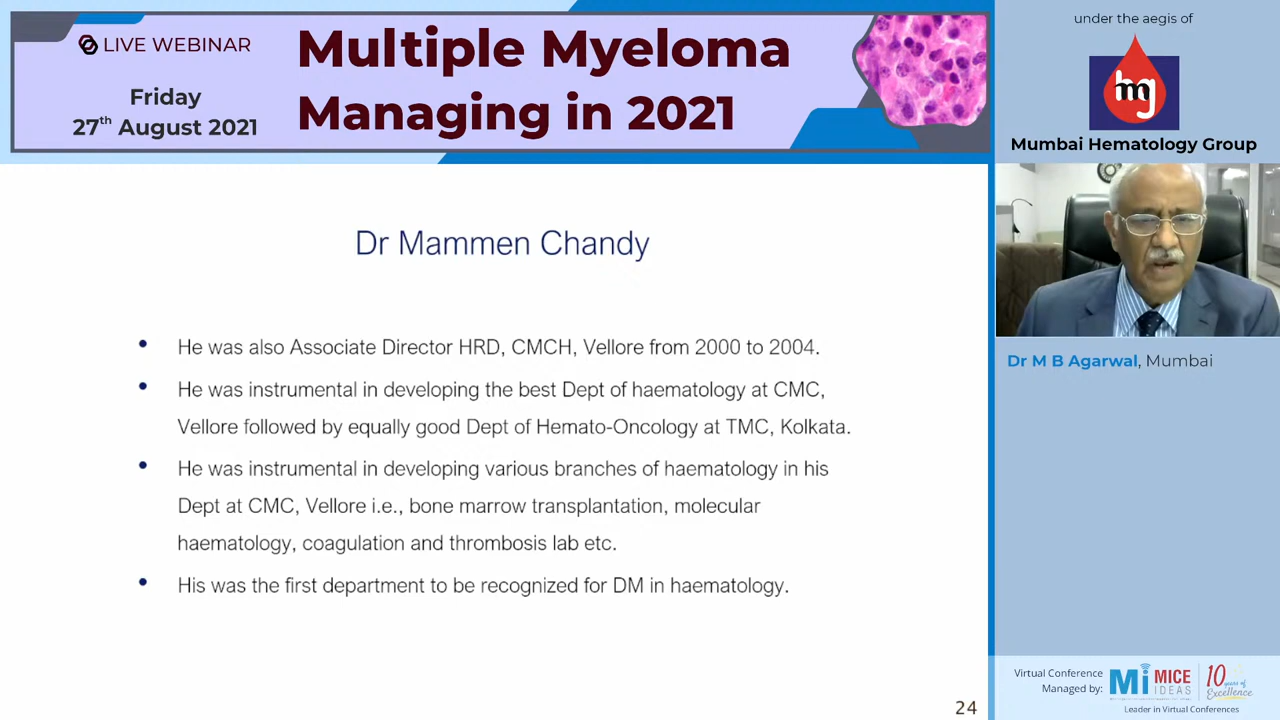 LIVE WEBINAR
Friday
27th August 2021
Multiple Myeloma
Managing in 2021
under the aegis of
hmg
Mumbai Hematology Group
Dr M B Agarwal, Mumbai
Dr Mammen Chandy
• He was also Associate Director HRD, CMCH, Vellore from 2000 to 2004.
• He was instrumental in developing the best Dept of haematology at CMC,
Vellore followed by equally good Dept of Hemato-Oncology at TMC, Kolkata.
• He was instrumental in developing various branches of haematology in his
Dept at CMC, Vellore i.e., bone marrow transplantation, molecular
haematology, coagulation and thrombosis lab etc.
• His was the first department to be recognized for DM in haematology.
24
Virtual Conference
Managed by:
Mi MICE
IDEAS
10 years of
Excellence
Leader in Virtual Conferences